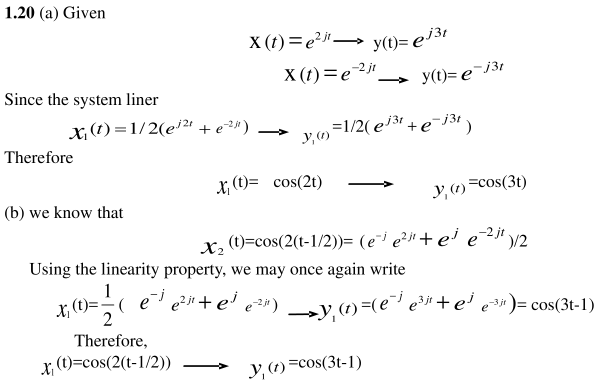 1.20 (a) Given
x(t) = e^{2jt} ⟶ y(t)= e^{j3t}
x(t) = e^{-2jt} ⟶ y(t)= e^{-j3t}
Since the system liner
x₁(t) = 1/2(e^{j2t} + e^{-2jt}) ⟶ y₁(t) =1/2( e^{j3t} + e^{-j3t} )
Therefore
x₁(t)= cos(2t) ⟶ y₁(t) =cos(3t)
(b) we know that
x₂ (t)=cos(2(t-1/2))= (e^{-j} e^{2jt} + e^{j} e^{-2jt})/2
Using the linearity property, we may once again write
x₁(t)= 1/2 ( e^{-j} e^{2jt} + e^{j} e^{-2jt}) ⟶ y₁(t) =(e^{-j} e^{3jt} + e^{j} e^{-3jt})= cos(3t-1)
Therefore,
x₁(t)=cos(2(t-1/2)) ⟶ y₁(t) =cos(3t-1)